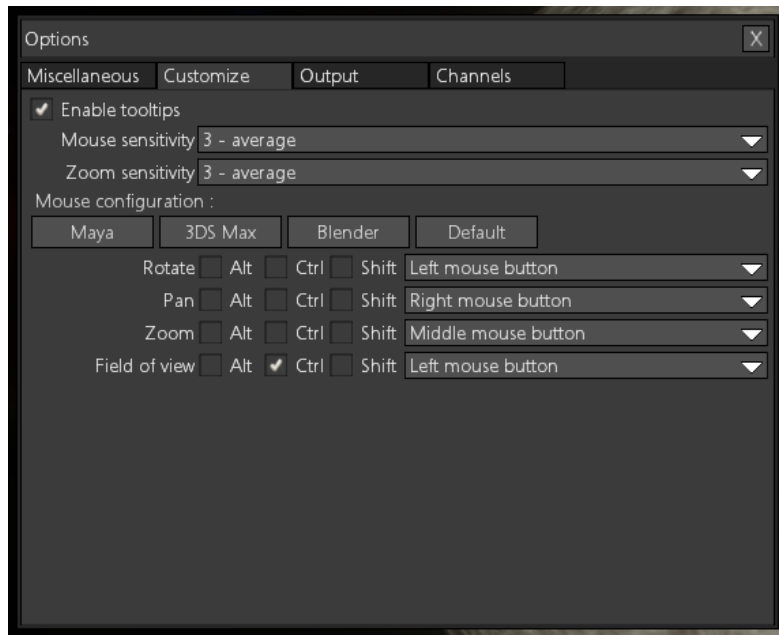 Options X
Miscellaneous Customize Output Channels
Enable tooltips
Mouse sensitivity 3 - average
Zoom sensitivity 3 - average
Mouse configuration :
Maya 3DS Max Blender Default
Rotate Alt Ctrl Shift Left mouse button
Pan Alt Ctrl Shift Right mouse button
Zoom Alt Ctrl Shift Middle mouse button
Field of view Alt Ctrl Shift Left mouse button